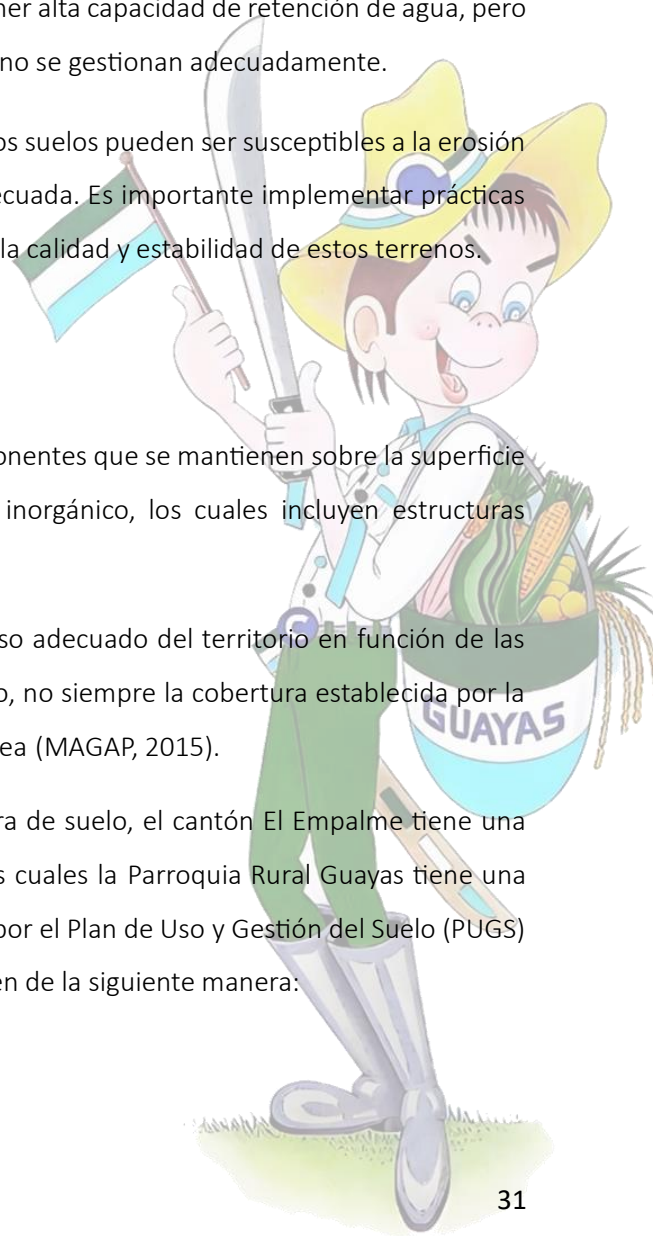 ner alta capacidad de retención de agua, pero
no se gestionan adecuadamente.
os suelos pueden ser susceptibles a la erosión
ecuada. Es importante implementar prácticas
la calidad y estabilidad de estos terrenos.
onentes que se mantienen sobre la superficie
inorgánico, los cuales incluyen estructuras
so adecuado del territorio en función de las
o, no siempre la cobertura establecida por la
GUAYAS
ea (MAGAP, 2015).
ra de suelo, el cantón El Empalme tiene una
s cuales la Parroquia Rural Guayas tiene una
por el Plan de Uso y Gestión del Suelo (PUGS)
en de la siguiente manera:
31